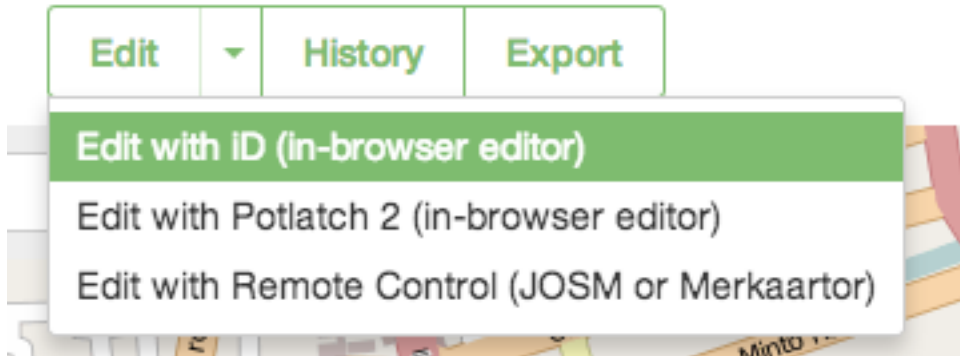 Edit History Export
Edit with iD (in-browser editor)
Edit with Potlatch 2 (in-browser editor)
Edit with Remote Control (JOSM or Merkaartor)
Minto